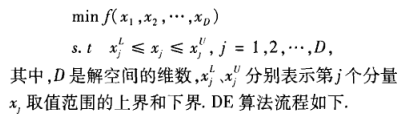 min f(x₁,x₂,⋯,x_D)
s. t  x_j^L ≤ x_j ≤ x_j^U, j = 1,2,⋯,D,
其中,D是解空间的维数,x_j^L、x_j^U 分别表示第j个分量
x_j 取值范围的上界和下界. DE 算法流程如下.